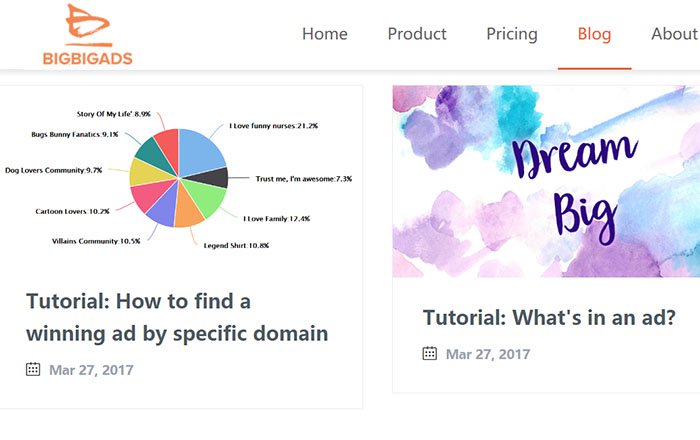 BIGBIGADS
Home Product Pricing Blog About
Story Of My Life':8.9%
I Love funny nurses:21.2%
Bugs Bunny Fanatics:9.1%
Dog Lovers Community:9.7%
Trust me, I'm awesome:7.3%
Cartoon Lovers :10.2%
I Love Family:12.4%
Villains Community:10.5%
Legend Shirt:10.8%
Tutorial: How to find a
winning ad by specific domain
Mar 27, 2017
Dream
Big
Tutorial: What's in an ad?
Mar 27, 2017